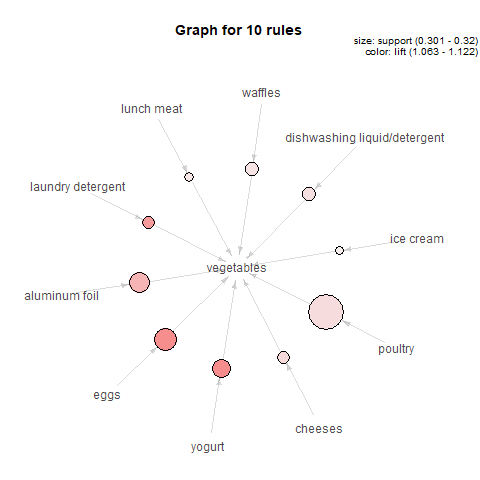 Graph for 10 rules
size: support (0.301 - 0.32)
color: lift (1.063 - 1.122)
waffles
lunch meat
dishwashing liquid/detergent
laundry detergent
ice cream
vegetables
aluminum foil
poultry
eggs
cheeses
yogurt